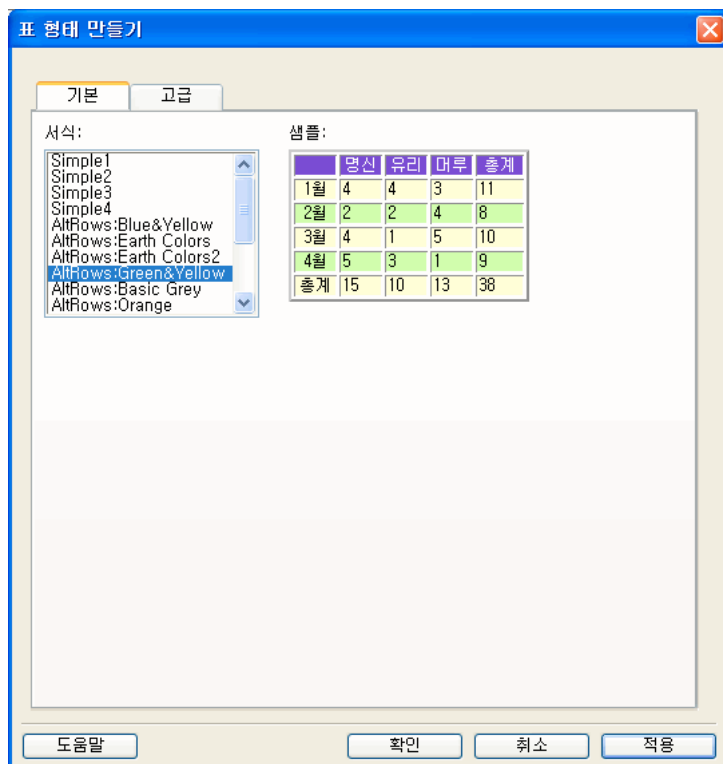 표 형태 만들기
기본 고급
서식: 샘플:
Simple1
Simple2
Simple3
Simple4
AltRows:Blue&Yellow
AltRows:Earth Colors
AltRows:Earth Colors2
AltRows:Green&Yellow
AltRows:Basic Grey
AltRows:Orange
명신 유리 머루 총계
1월 4 4 3 11
2월 2 2 4 8
3월 4 1 5 10
4월 5 3 1 9
총계 15 10 13 38
도움말 확인 취소 적용